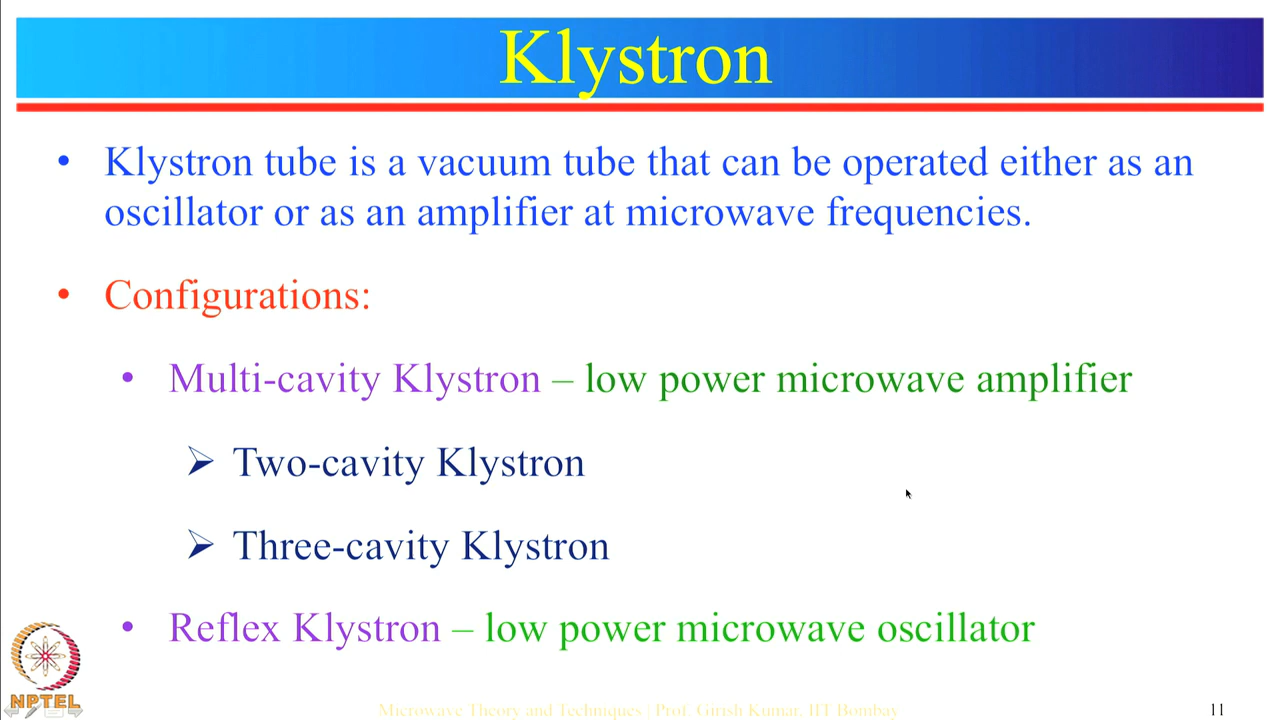 Klystron
• Klystron tube is a vacuum tube that can be operated either as an
oscillator or as an amplifier at microwave frequencies.
• Configurations:
• Multi-cavity Klystron – low power microwave amplifier
➢ Two-cavity Klystron
➢ Three-cavity Klystron
• Reflex Klystron – low power microwave oscillator
NPTEL
Microwave Theory and Techniques | Prof. Girish Kumar, IIT Bombay
11